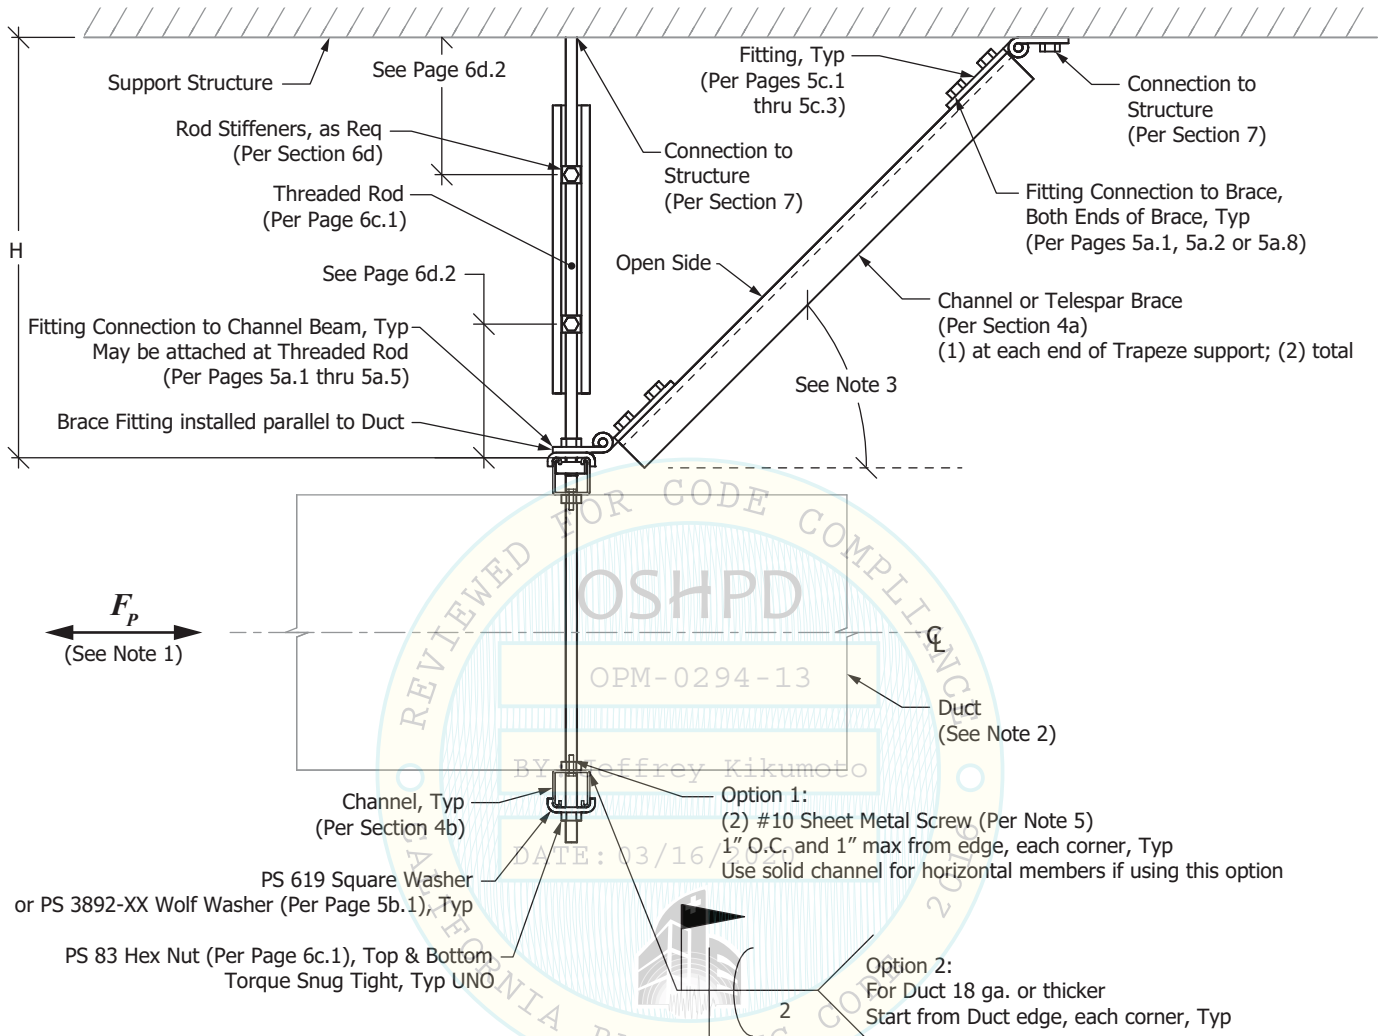 See Page 6d.2
Support Structure
Fitting, Typ
(Per Pages 5c.1
thru 5c.3)
Connection to
Structure
(Per Section 7)
Rod Stiffeners, as Req
(Per Section 6d)
Connection to
Structure
(Per Section 7)
Threaded Rod
(Per Page 6c.1)
Fitting Connection to Brace,
Both Ends of Brace, Typ
(Per Pages 5a.1, 5a.2 or 5a.8)
H
See Page 6d.2
Open Side
Channel or Telespar Brace
(Per Section 4a)
(1) at each end of Trapeze support; (2) total
Fitting Connection to Channel Beam, Typ
May be attached at Threaded Rod
(Per Pages 5a.1 thru 5a.5)
See Note 3
Brace Fitting installed parallel to Duct
REVIEWED FOR CODE COMPLIANCE
OSHPD
Fp
(See Note 1)
℄
OPM-0294-13
Duct
(See Note 2)
BY: Jeffrey Kikumoto
Channel, Typ
(Per Section 4b)
Option 1:
(2) #10 Sheet Metal Screw (Per Note 5)
1" O.C. and 1" max from edge, each corner, Typ
Use solid channel for horizontal members if using this option
DATE: 03/16/2020
PS 619 Square Washer
or PS 3892-XX Wolf Washer (Per Page 5b.1), Typ
PS 83 Hex Nut (Per Page 6c.1), Top & Bottom
Torque Snug Tight, Typ UNO
2
Option 2:
For Duct 18 ga. or thicker
Start from Duct edge, each corner, Typ
CODE 2016